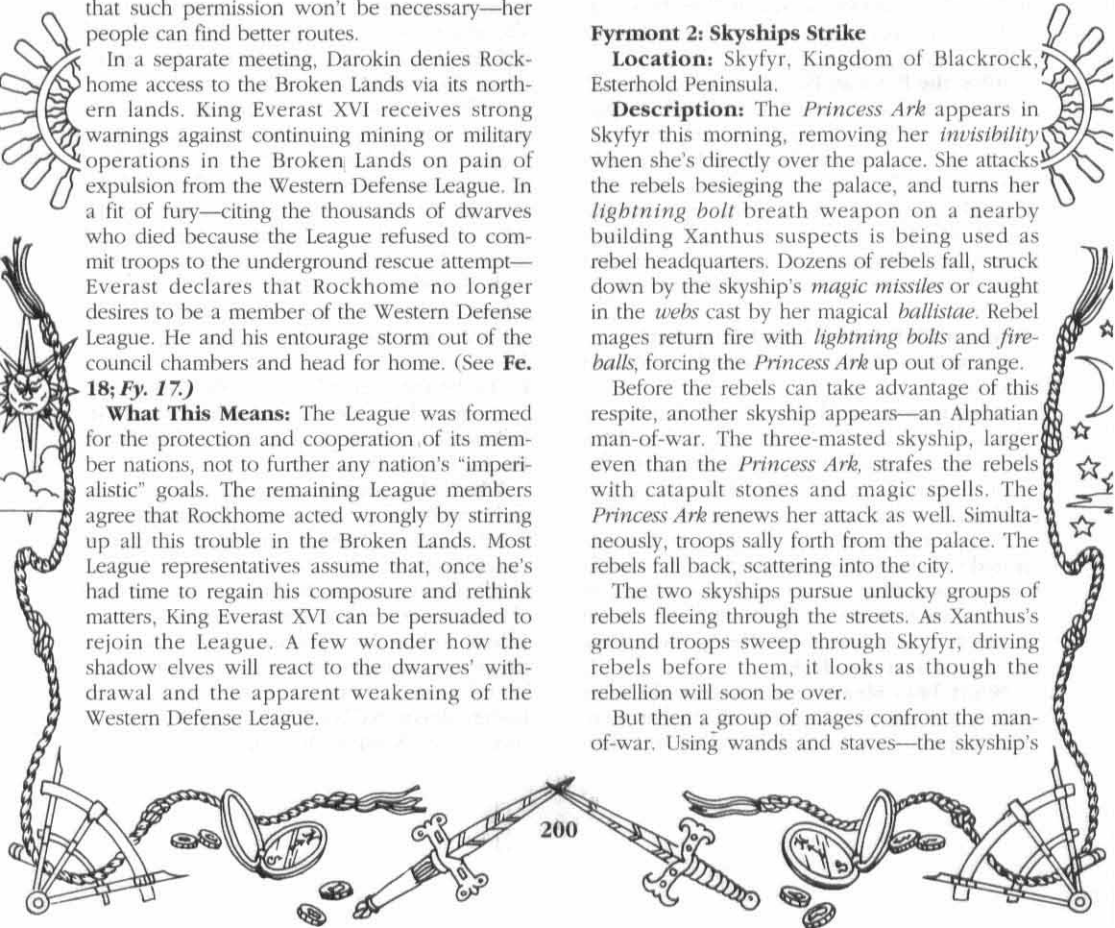 that such permission won't be necessary—her
people can find better routes.
In a separate meeting, Darokin denies Rock-
home access to the Broken Lands via its north-
ern lands. King Everast XVI receives strong
warnings against continuing mining or military
operations in the Broken Lands on pain of
expulsion from the Western Defense League. In
a fit of fury—citing the thousands of dwarves
who died because the League refused to com-
mit troops to the underground rescue attempt—
Everast declares that Rockhome no longer
desires to be a member of the Western Defense
League. He and his entourage storm out of the
council chambers and head for home. (See Fe.
18; Fy. 17.)
What This Means: The League was formed
for the protection and cooperation of its mem-
ber nations, not to further any nation's "imperi-
alistic" goals. The remaining League members
agree that Rockhome acted wrongly by stirring
up all this trouble in the Broken Lands. Most
League representatives assume that, once he's
had time to regain his composure and rethink
matters, King Everast XVI can be persuaded to
rejoin the League. A few wonder how the
shadow elves will react to the dwarves' with-
drawal and the apparent weakening of the
Western Defense League.
Fyrmont 2: Skyships Strike
Location: Skyfyr, Kingdom of Blackrock,
Esterhold Peninsula.
Description: The Princess Ark appears in
Skyfyr this morning, removing her invisibility
when she's directly over the palace. She attacks
the rebels besieging the palace, and turns her
lightning bolt breath weapon on a nearby
building Xanthus suspects is being used as
rebel headquarters. Dozens of rebels fall, struck
down by the skyship's magic missiles or caught
in the webs cast by her magical ballistae. Rebel
mages return fire with lightning bolts and fire-
balls, forcing the Princess Ark up out of range.
Before the rebels can take advantage of this
respite, another skyship appears—an Alphatian
man-of-war. The three-masted skyship, larger
even than the Princess Ark, strafes the rebels
with catapult stones and magic spells. The
Princess Ark renews her attack as well. Simulta-
neously, troops sally forth from the palace. The
rebels fall back, scattering into the city.
The two skyships pursue unlucky groups of
rebels fleeing through the streets. As Xanthus's
ground troops sweep through Skyfyr, driving
rebels before them, it looks as though the
rebellion will soon be over.
But then a group of mages confront the man-
of-war. Using wands and staves—the skyship's
200